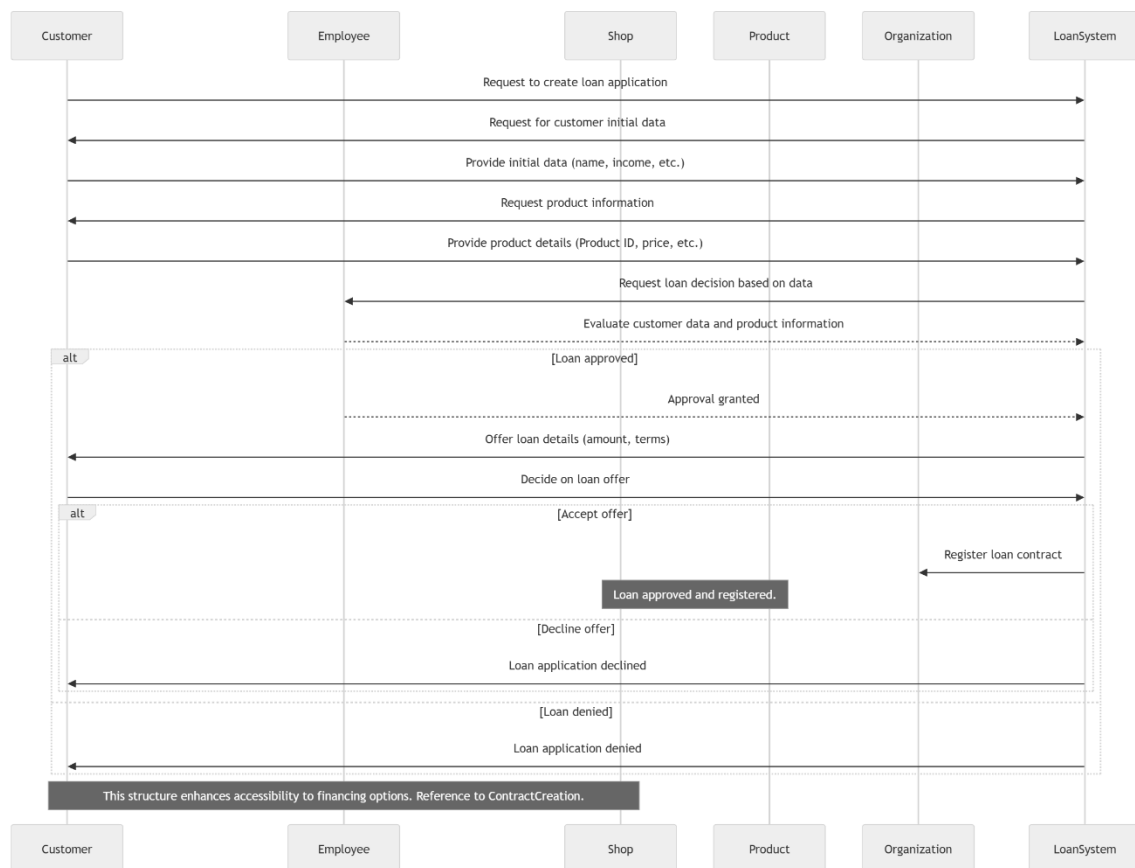 Customer Employee Shop Product Organization LoanSystem
Request to create loan application
Request for customer initial data
Provide initial data (name, income, etc.)
Request product information
Provide product details (Product ID, price, etc.)
Request loan decision based on data
Evaluate customer data and product information
alt [Loan approved]
Approval granted
Offer loan details (amount, terms)
Decide on loan offer
alt [Accept offer]
Register loan contract
Loan approved and registered.
[Decline offer]
Loan application declined
[Loan denied]
Loan application denied
This structure enhances accessibility to financing options. Reference to ContractCreation.
Customer Employee Shop Product Organization LoanSystem